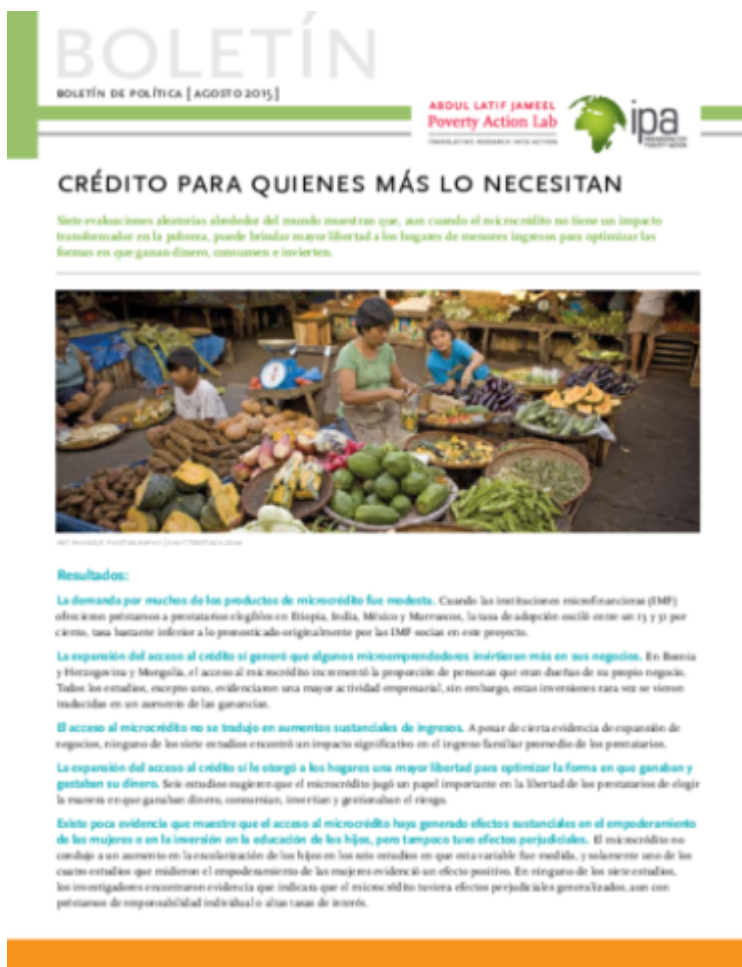 BOLETÍN
BOLETÍN DE POLÍTICA [ AGOSTO 2015 ]
ABDUL LATIF JAMEEL
Poverty Action Lab
TRANSLATING RESEARCH INTO ACTION
ipa
INNOVATIONS FOR
POVERTY ACTION
CRÉDITO PARA QUIENES MÁS LO NECESITAN
Siete evaluaciones aleatorias alrededor del mundo muestran que, aun cuando el microcrédito no tiene un impacto
transformador en la pobreza, puede brindar mayor libertad a los hogares de menores ingresos para optimizar las
formas en que ganan dinero, consumen e invierten.
PHOTOGRAPHY | SHUTTERSTOCK.COM
Resultados:
La demanda por muchos de los productos de microcrédito fue modesta. Cuando las instituciones microfinancieras (IMF)
ofrecieron préstamos a prestatarios elegibles en Etiopía, India, México y Marruecos, la tasa de adopción osciló entre un 13 y 31 por
ciento, tasa bastante inferior a lo pronosticado originalmente por las IMF socias en este proyecto.
La expansión del acceso al crédito sí generó que algunos microemprendedores invirtieran más en sus negocios. En Bosnia
y Herzegovina y Mongolia, el acceso al microcrédito incrementó la proporción de personas que eran dueñas de su propio negocio.
Todos los estudios, excepto uno, evidenciaron una mayor actividad empresarial, sin embargo, estas inversiones rara vez se vieron
traducidas en un aumento de las ganancias.
El acceso al microcrédito no se tradujo en aumentos sustanciales de ingresos. A pesar de cierta evidencia de expansión de
negocios, ninguno de los siete estudios encontró un impacto significativo en el ingreso familiar promedio de los prestatarios.
La expansión del acceso al crédito sí le otorgó a los hogares una mayor libertad para optimizar la forma en que ganaban y
gastaban su dinero. Seis estudios sugieren que el microcrédito jugó un papel importante en la libertad de los prestatarios de elegir
la manera en que ganaban dinero, consumían, invertían y gestionaban el riesgo.
Existe poca evidencia que muestre que el acceso al microcrédito haya generado efectos sustanciales en el empoderamiento
de las mujeres o en la inversión en la educación de los hijos, pero tampoco tuvo efectos perjudiciales. El microcrédito no
condujo a un aumento en la escolarización de los hijos en los seis estudios en que esta variable fue medida, y solamente uno de los
cuatro estudios que midieron el empoderamiento de las mujeres evidenció un efecto positivo. En ninguno de los siete estudios,
los investigadores encontraron evidencia que indicara que el microcrédito tuviera efectos perjudiciales generalizados, aun con
préstamos de responsabilidad individual o altas tasas de interés.